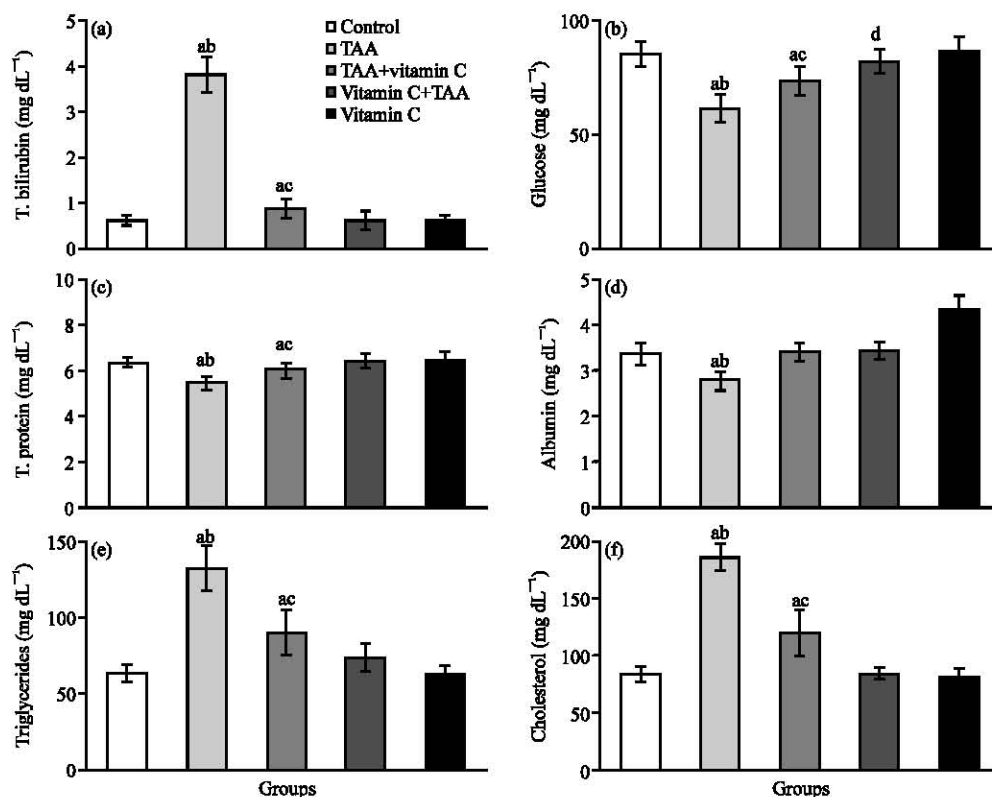 (a)
T. bilirubin (mg dL⁻¹)
5
4
3
2
1
0
ab
ac
Control
TAA
TAA+vitamin C
Vitamin C+TAA
Vitamin C
(b)
Glucose (mg dL⁻¹)
100
50
0
ab
ac
d
(c)
T. protein (mg dL⁻¹)
10
8
6
4
2
0
ab
ac
(d)
Albumin (mg dL⁻¹)
5
4
3
2
1
0
ab
(e)
Triglycerides (mg dL⁻¹)
150
100
50
0
ab
ac
Groups
(f)
Cholesterol (mg dL⁻¹)
200
150
100
50
0
ab
ac
Groups